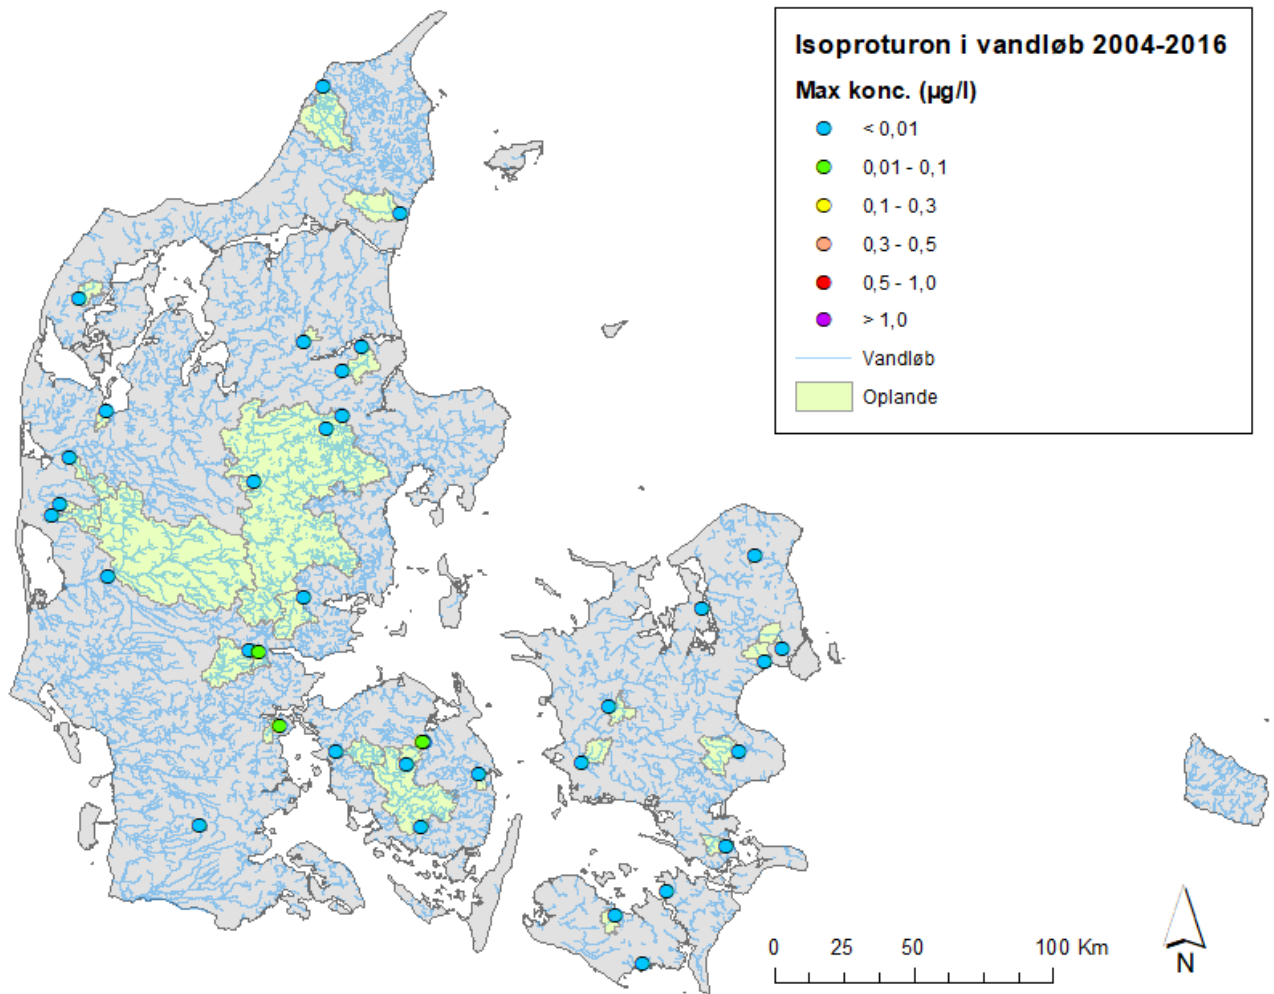 Isoproturon i vandløb 2004-2016
Max konc. (µg/l)
< 0,01
0,01 - 0,1
0,1 - 0,3
0,3 - 0,5
0,5 - 1,0
> 1,0
Vandløb
Oplande
0 25 50 100 Km
N